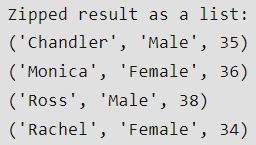 Zipped result as a list:
('Chandler', 'Male', 35)
('Monica', 'Female', 36)
('Ross', 'Male', 38)
('Rachel', 'Female', 34)